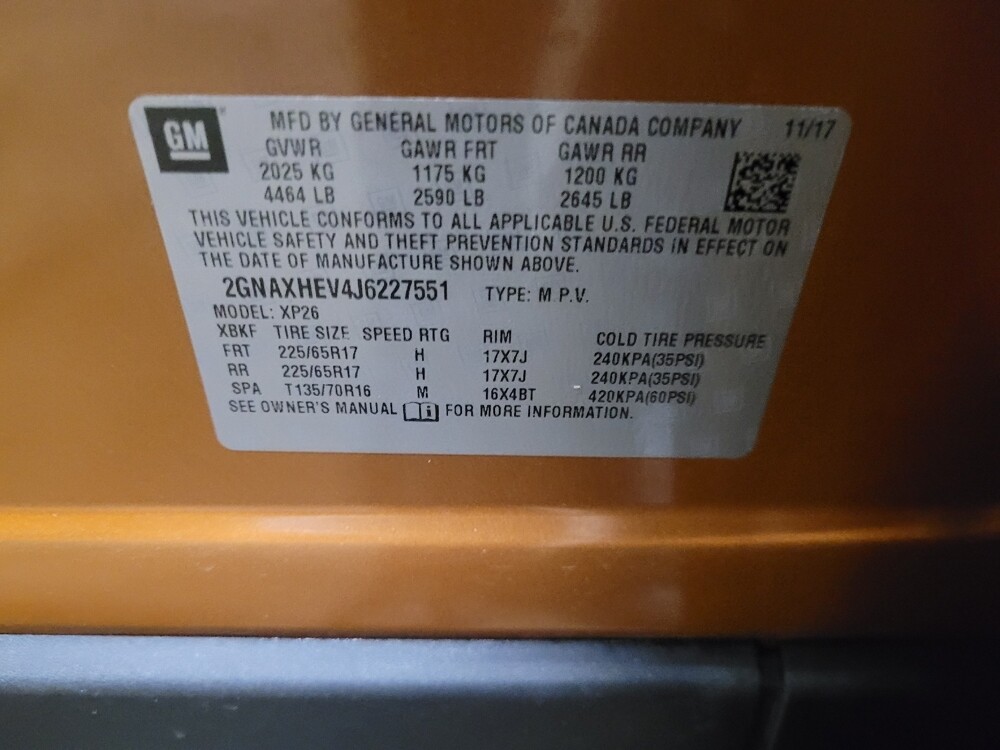 GM MFD BY GENERAL MOTORS OF CANADA COMPANY 11/17
GVWR GAWR FRT GAWR RR
2025 KG 1175 KG 1200 KG
4464 LB 2590 LB 2645 LB
THIS VEHICLE CONFORMS TO ALL APPLICABLE U.S. FEDERAL MOTOR
VEHICLE SAFETY AND THEFT PREVENTION STANDARDS IN EFFECT ON
THE DATE OF MANUFACTURE SHOWN ABOVE.
2GNAXHEV4J6227551 TYPE: M.P.V.
MODEL: XP26
XBKF TIRE SIZE SPEED RTG RIM COLD TIRE PRESSURE
FRT 225/65R17 H 17X7J 240KPA(35PSI)
RR 225/65R17 H 17X7J 240KPA(35PSI)
SPA T135/70R16 M 16X4BT 420KPA(60PSI)
SEE OWNER'S MANUAL FOR MORE INFORMATION.